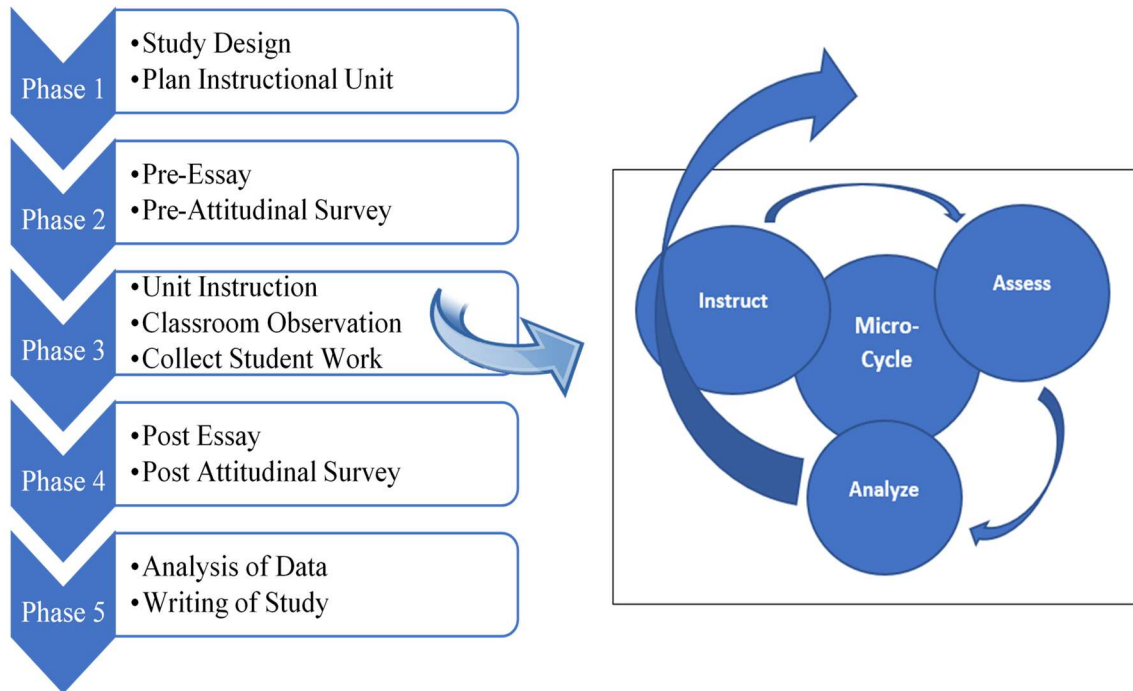 Phase 1
•Study Design
•Plan Instructional Unit
Phase 2
•Pre-Essay
•Pre-Attitudinal Survey
Phase 3
•Unit Instruction
•Classroom Observation
•Collect Student Work
Phase 4
•Post Essay
•Post Attitudinal Survey
Phase 5
•Analysis of Data
•Writing of Study
Instruct
Assess
Micro-
Cycle
Analyze